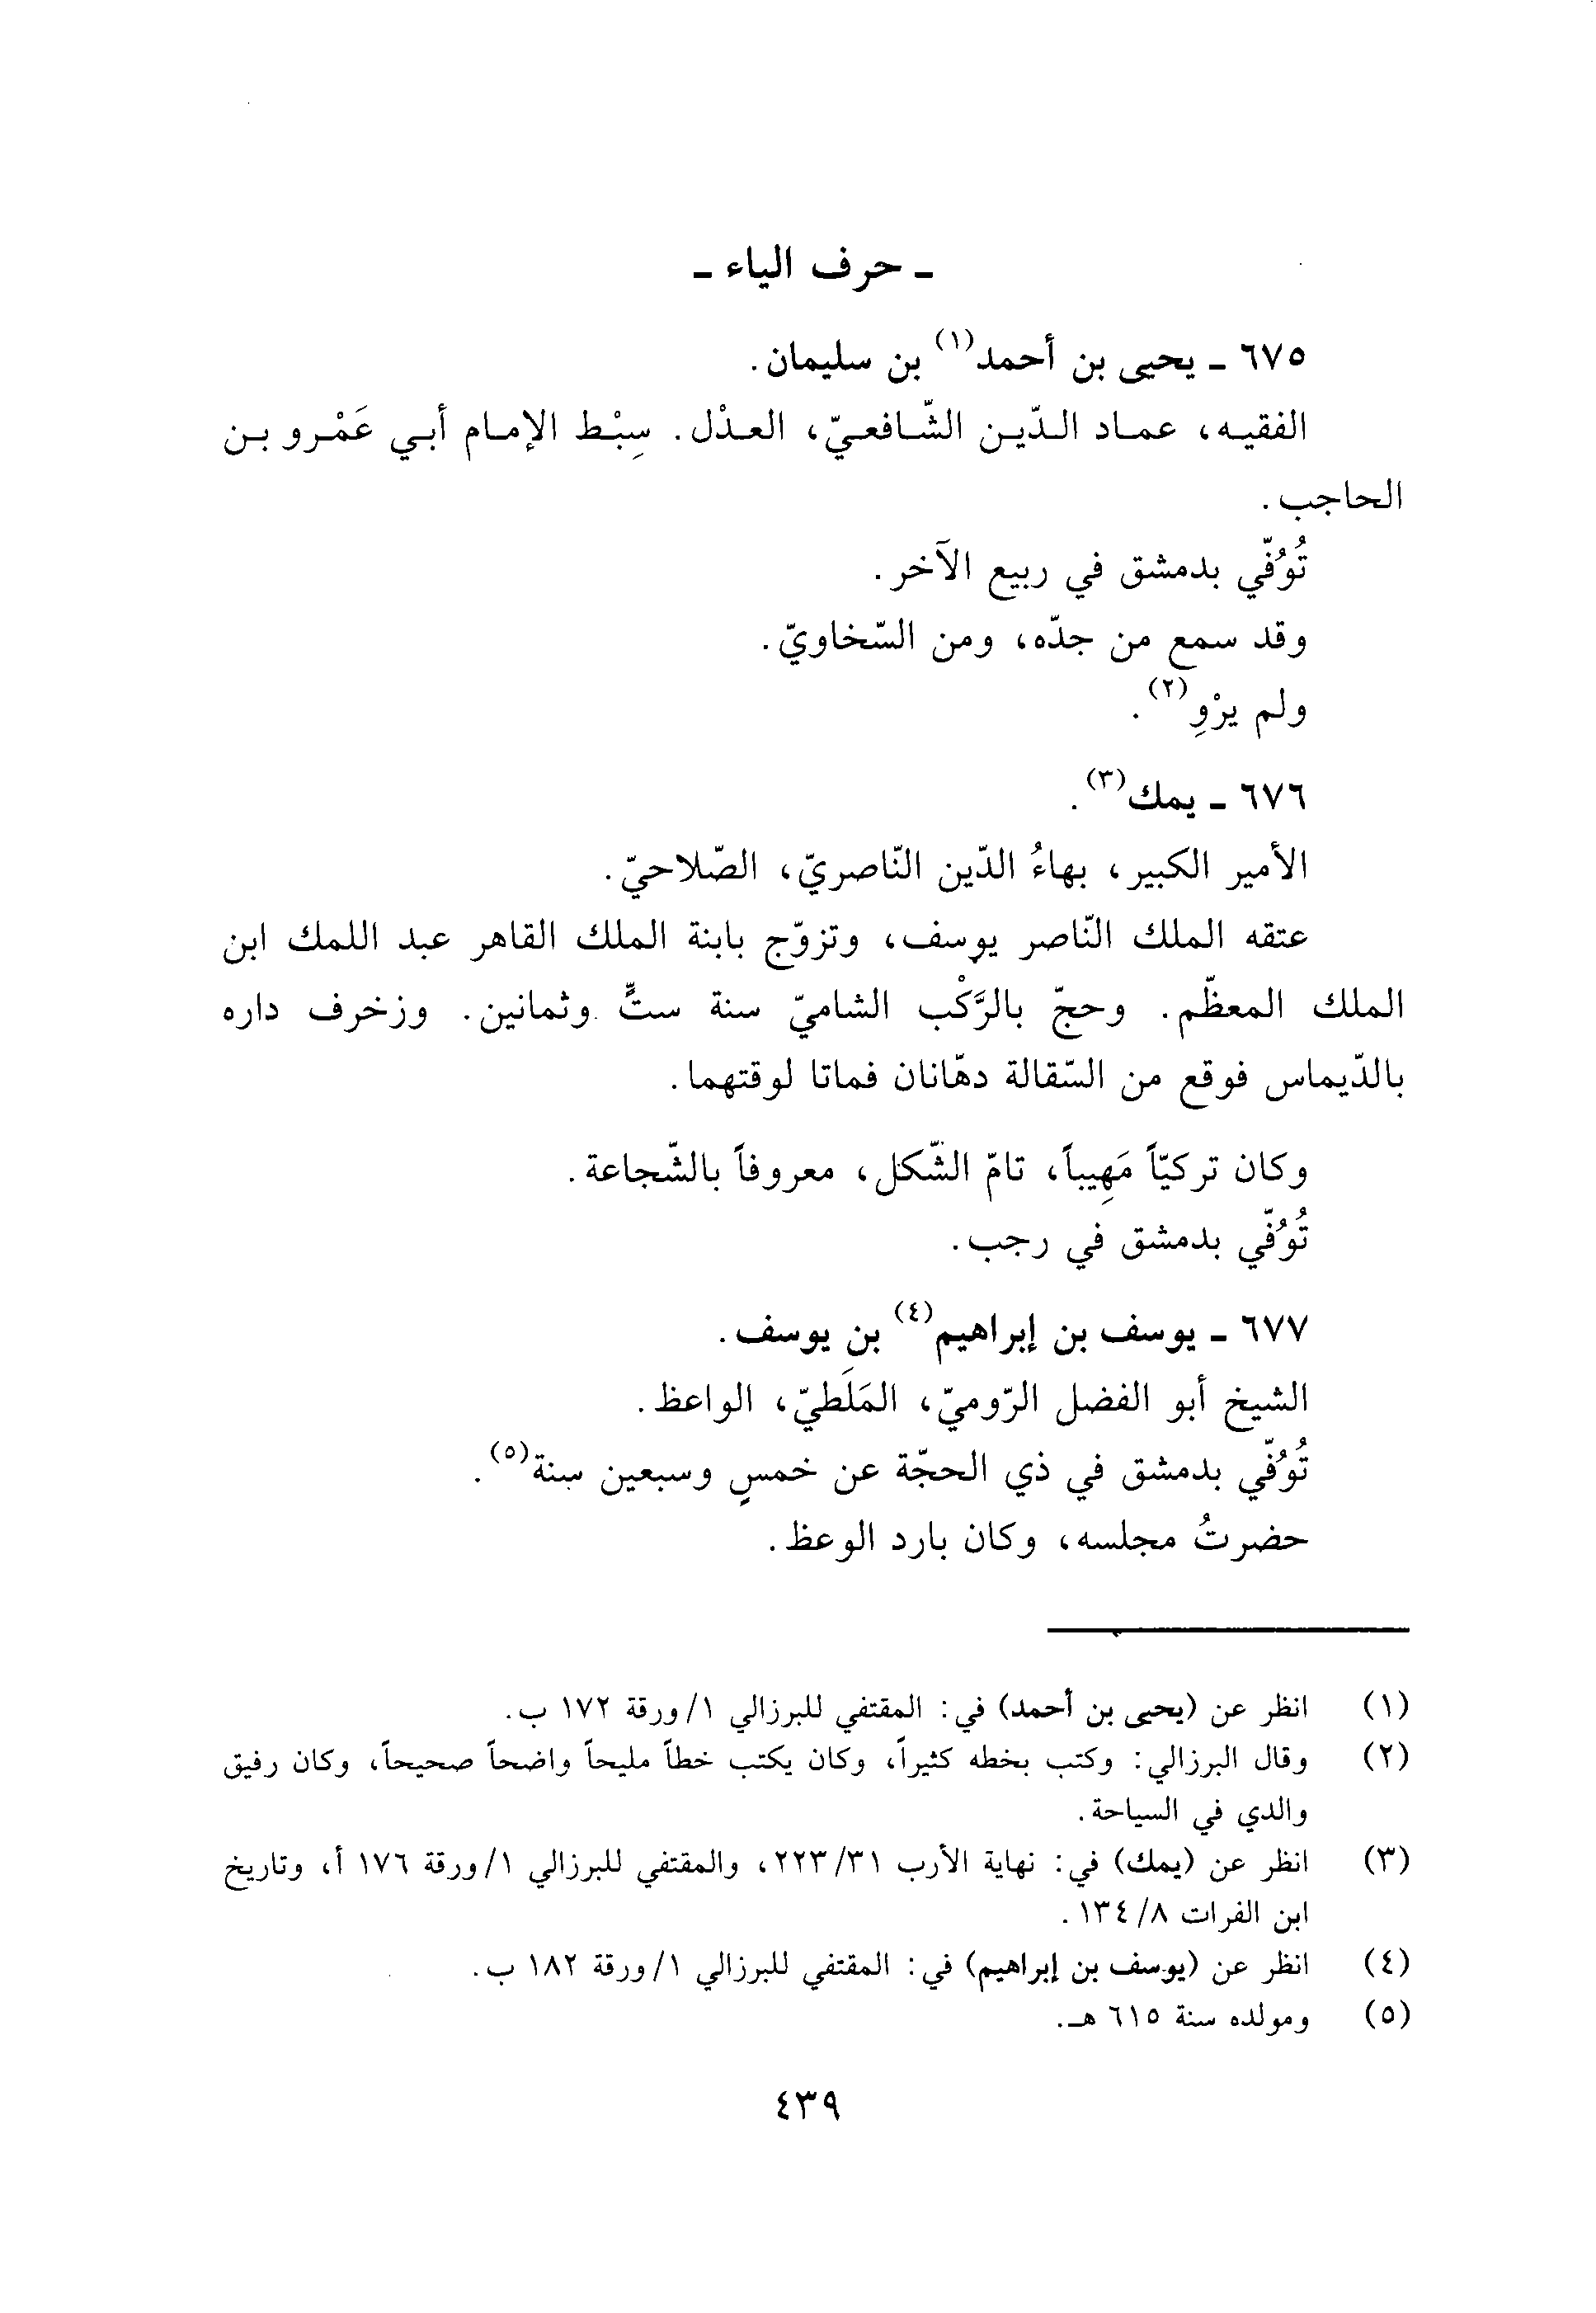 ـ حرف الياء ـ
٦٧٥ ـ يحيى بن أحمد(١) بن سليمان.
الفقيه، عماد الدّين الشّافعيّ، العدْل. سِبْط الإمام أبي عَمْرو بن
الحاجب.
تُوُفّي بدمشق في ربيع الآخر.
وقد سمع من جدّه، ومن السّخاويّ.
ولم يرْوِ(٢).
٦٧٦ ـ يمك(٣).
الأمير الكبير، بهاءُ الدّين النّاصريّ، الصّلاحيّ.
عتقه الملك النّاصر يوسف، وتزوّج بابنة الملك القاهر عبد اللمك ابن
الملك المعظّم. وحجّ بالرَّكْب الشاميّ سنة ستٍّ وثمانين. وزخرف داره
بالدّيماس فوقع من السّقالة دهّانان فماتا لوقتهما.
وكان تركيّاً مَهِيباً، تامّ الشّكل، معروفاً بالشّجاعة.
تُوُفّي بدمشق في رجب.
٦٧٧ ـ يوسف بن إبراهيم(٤) بن يوسف.
الشيخ أبو الفضل الرّوميّ، المَلَطيّ، الواعظ.
تُوُفّي بدمشق في ذي الحجّة عن خمسٍ وسبعين سنة(٥).
حضرتُ مجلسه، وكان بارد الوعظ.
(١) انظر عن (يحيى بن أحمد) في: المقتفي للبرزالي ١/ورقة ١٧٢ ب.
(٢) وقال البرزالي: وكتب بخطه كثيراً، وكان يكتب خطاً مليحاً واضحاً صحيحاً، وكان رفيق
والدي في السياحة.
(٣) انظر عن (يمك) في: نهاية الأرب ٢٢٣/٣١، والمقتفي للبرزالي ١/ورقة ١٧٦ أ، وتاريخ
ابن الفرات ١٣٤/٨.
(٤) انظر عن (يوسف بن إبراهيم) في: المقتفي للبرزالي ١/ورقة ١٨٢ ب.
(٥) ومولده سنة ٦١٥ هـ.
٤٣٩